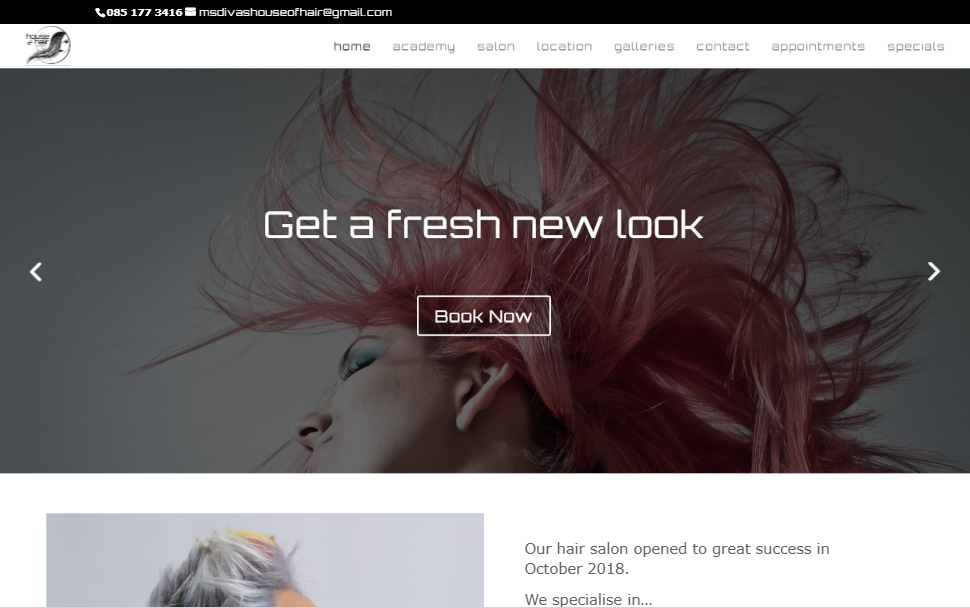 085 177 3416 msdivashouseofhair@gmail.com
house
of hair
home academy salon location galleries contact appointments specials
Get a fresh new look
Book Now
Our hair salon opened to great success in
October 2018.
We specialise in...